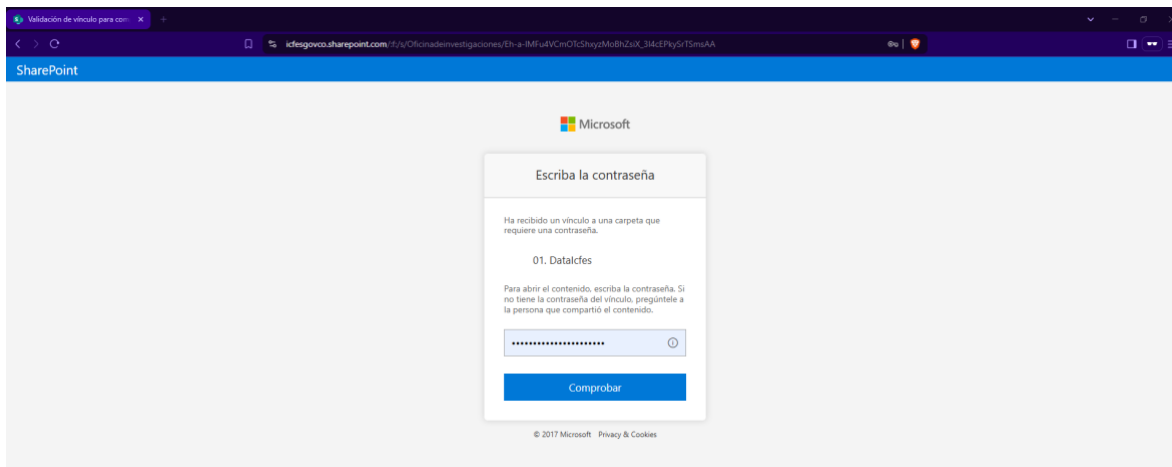 Validación de vínculo para com
icfesgovco.sharepoint.com/:f:/s/Oficinadeinvestigaciones/
SharePoint
Microsoft
Escriba la contraseña
Ha recibido un vínculo a una carpeta que
requiere una contraseña.
01. DataIcfes
Para abrir el contenido, escriba la contraseña. Si
no tiene la contraseña del vínculo, pregúntele a
la persona que compartió el contenido.
Comprobar
© 2017 Microsoft Privacy & Cookies